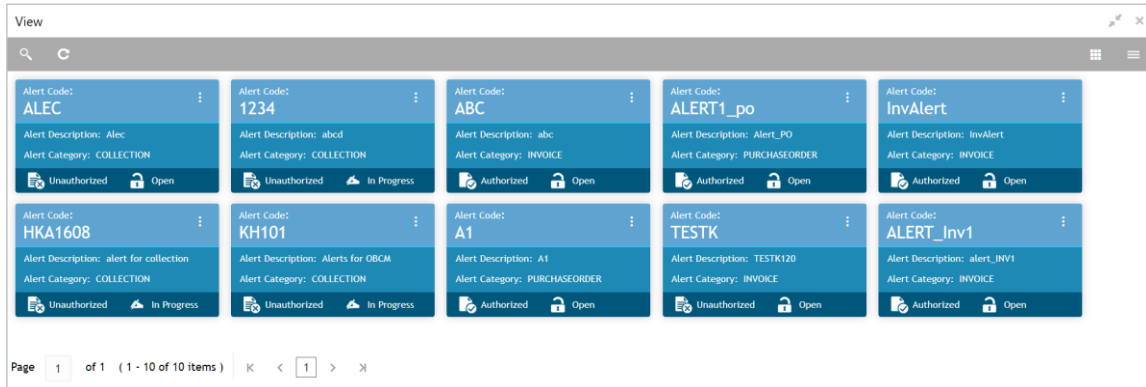 View
Alert Code:
ALEC
Alert Description: Alec
Alert Category: COLLECTION
Unauthorized Open
Alert Code:
1234
Alert Description: abcd
Alert Category: COLLECTION
Unauthorized In Progress
Alert Code:
ABC
Alert Description: abc
Alert Category: INVOICE
Authorized Open
Alert Code:
ALERT1_po
Alert Description: Alert_PO
Alert Category: PURCHASEORDER
Authorized Open
Alert Code:
InvAlert
Alert Description: InvAlert
Alert Category: INVOICE
Authorized Open
Alert Code:
HKA1608
Alert Description: alert for collection
Alert Category: COLLECTION
Unauthorized In Progress
Alert Code:
KH101
Alert Description: Alerts for OBCM
Alert Category: COLLECTION
Unauthorized In Progress
Alert Code:
A1
Alert Description: A1
Alert Category: PURCHASEORDER
Authorized Open
Alert Code:
TESTK
Alert Description: TESTK120
Alert Category: INVOICE
Unauthorized Open
Alert Code:
ALERT_Inv1
Alert Description: alert_INV1
Alert Category: INVOICE
Authorized Open
Page 1 of 1 ( 1 - 10 of 10 items ) 1